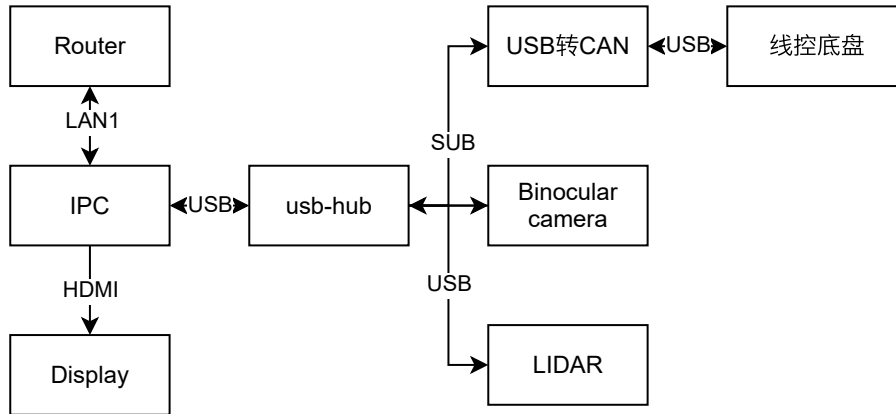 Router
USB转CAN
USB
线控底盘
LAN1
SUB
IPC
USB
usb-hub
Binocular
camera
HDMI
USB
Display
LIDAR